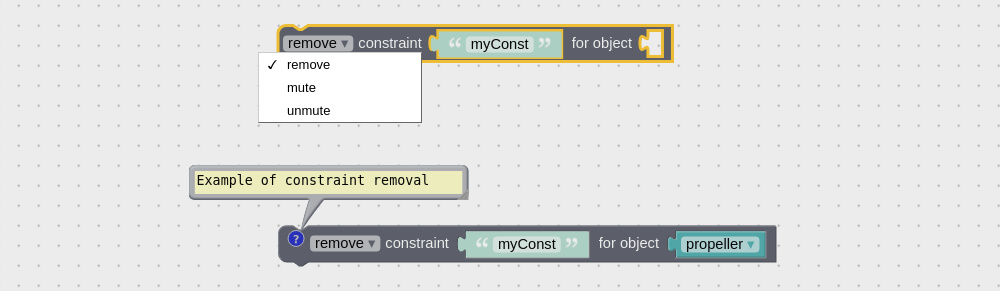 remove ▾ constraint “ myConst ” for object
✓ remove
mute
unmute
Example of constraint removal
? remove ▾ constraint “ myConst ” for object propeller ▾